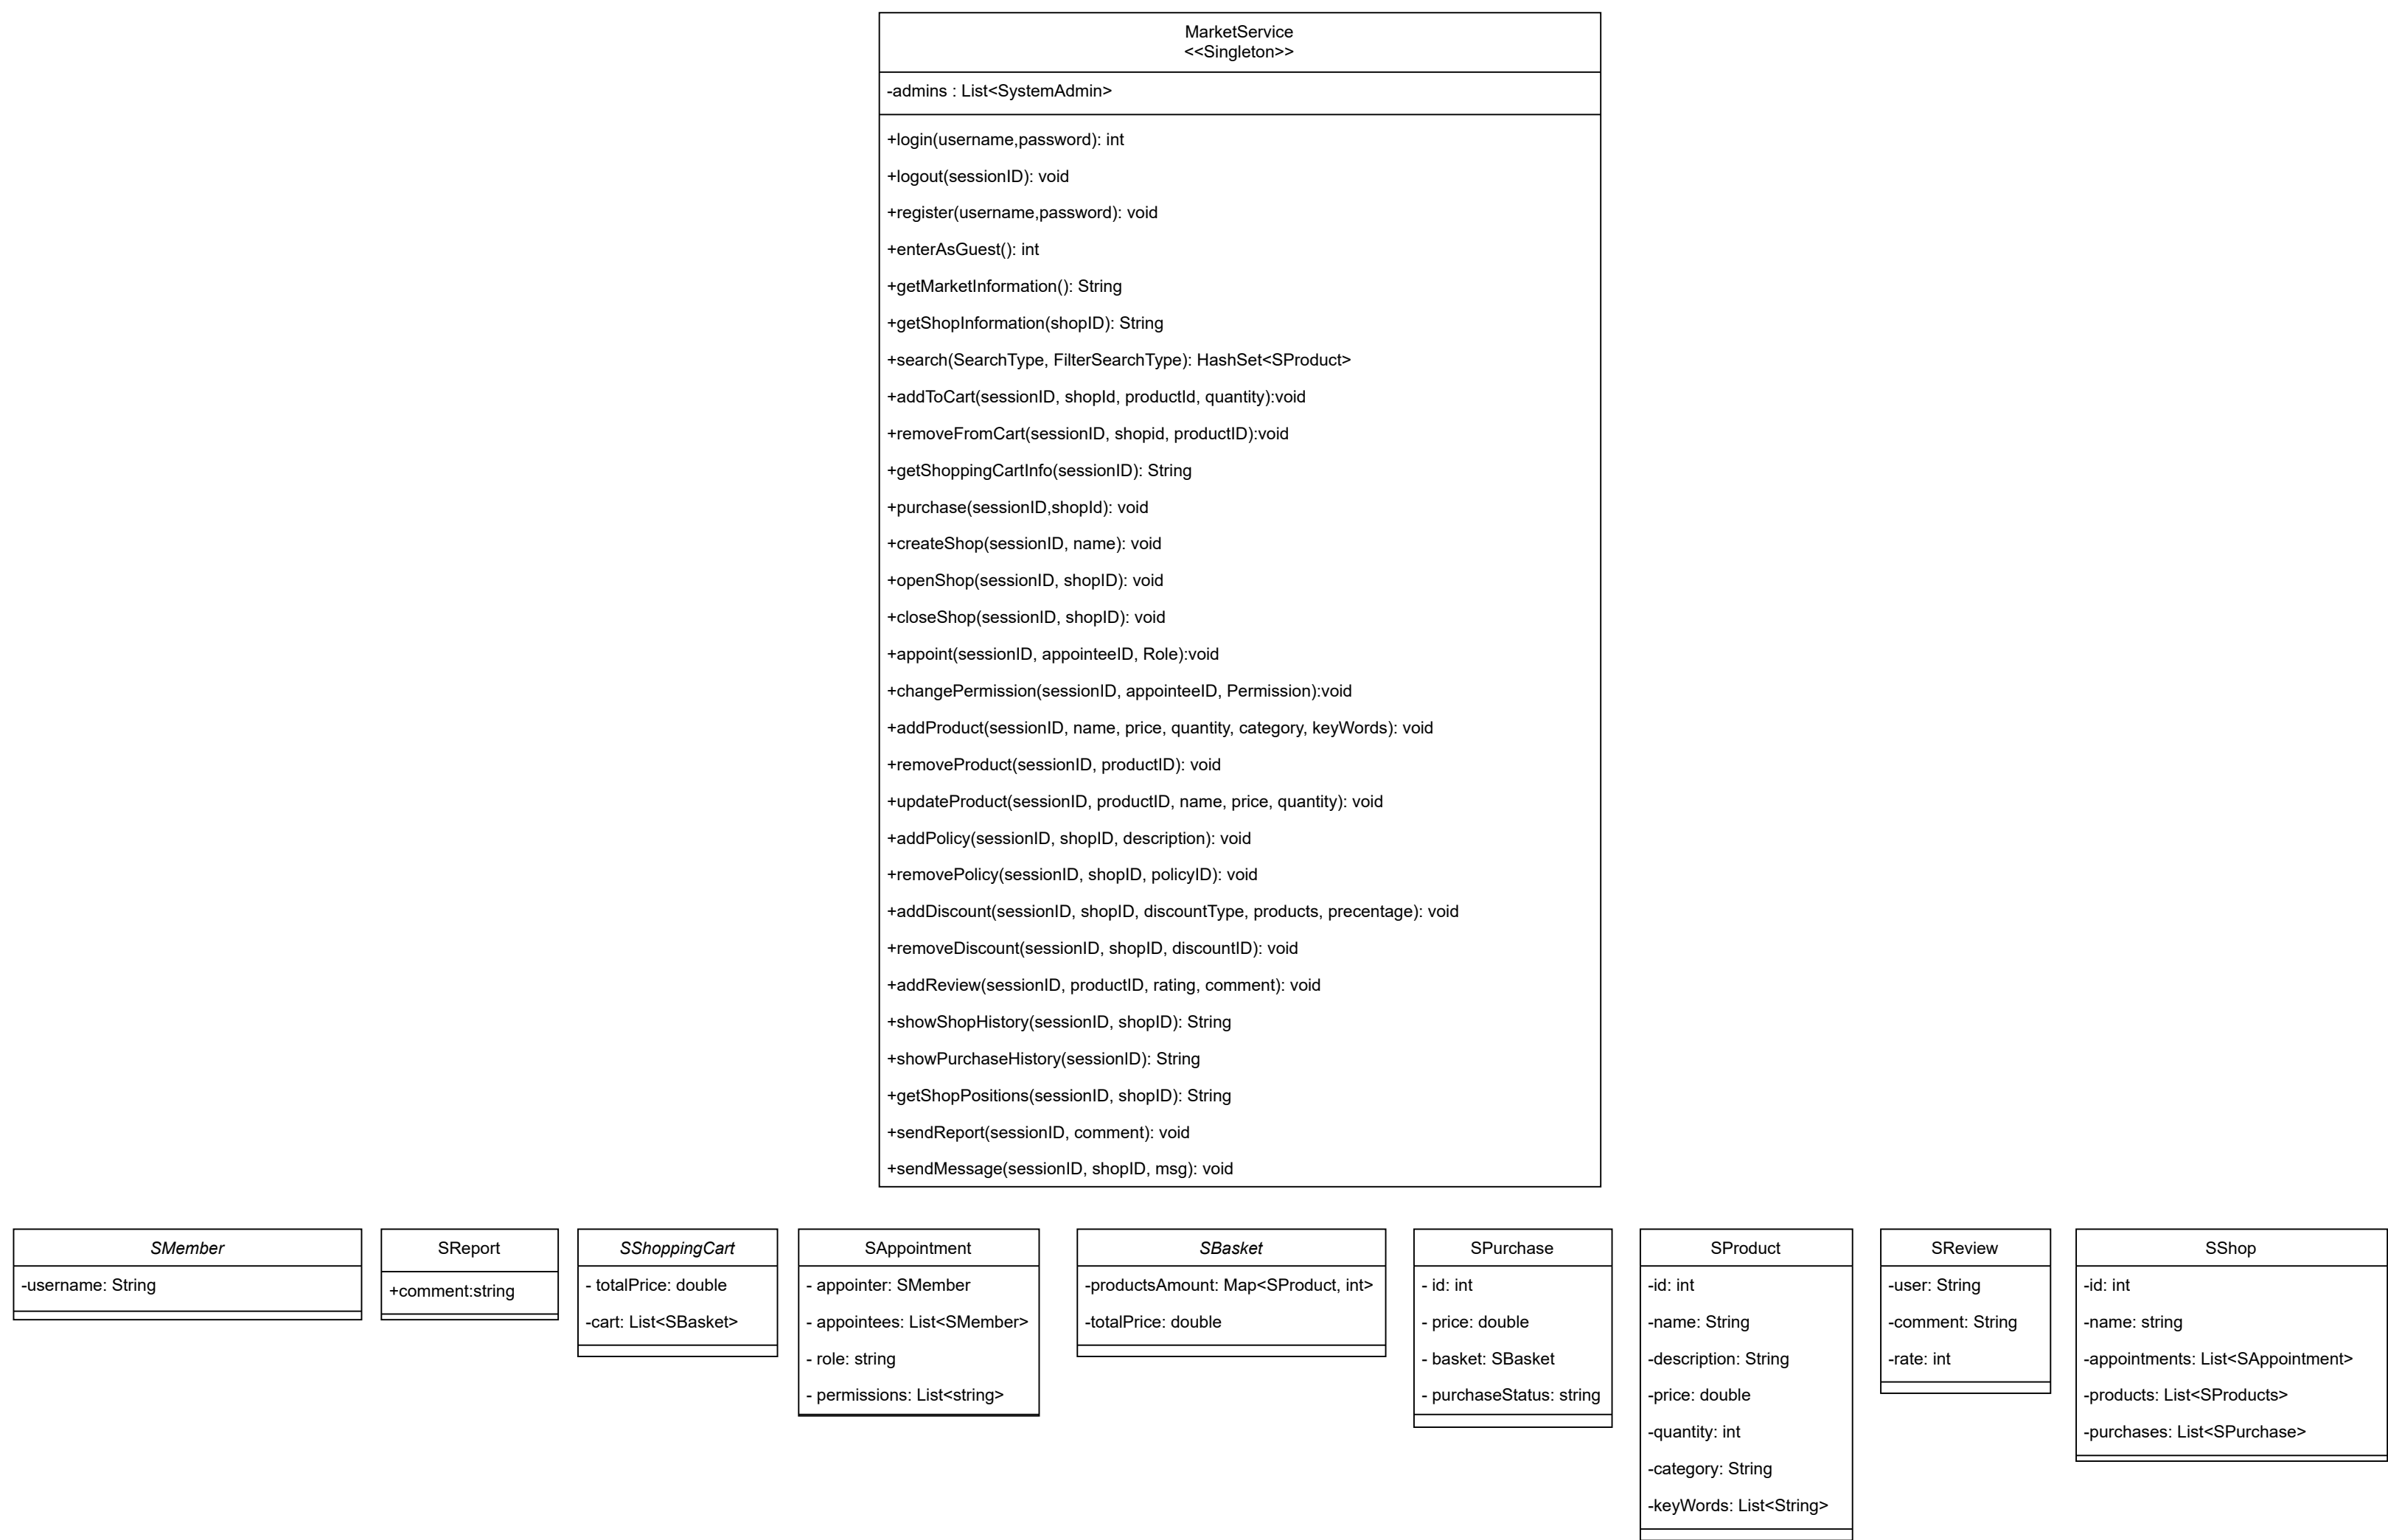 MarketService
<<Singleton>>
-admins : List<SystemAdmin>
+login(username,password): int
+logout(sessionID): void
+register(username,password): void
+enterAsGuest(): int
+getMarketInformation(): String
+getShopInformation(shopID): String
+search(SearchType, FilterSearchType): HashSet<SProduct>
+addToCart(sessionID, shopId, productId, quantity):void
+removeFromCart(sessionID, shopid, productID):void
+getShoppingCartInfo(sessionID): String
+purchase(sessionID,shopId): void
+createShop(sessionID, name): void
+openShop(sessionID, shopID): void
+closeShop(sessionID, shopID): void
+appoint(sessionID, appointeeID, Role):void
+changePermission(sessionID, appointeeID, Permission):void
+addProduct(sessionID, name, price, quantity, category, keyWords): void
+removeProduct(sessionID, productID): void
+updateProduct(sessionID, productID, name, price, quantity): void
+addPolicy(sessionID, shopID, description): void
+removePolicy(sessionID, shopID, policyID): void
+addDiscount(sessionID, shopID, discountType, products, precentage): void
+removeDiscount(sessionID, shopID, discountID): void
+addReview(sessionID, productID, rating, comment): void
+showShopHistory(sessionID, shopID): String
+showPurchaseHistory(sessionID): String
+getShopPositions(sessionID, shopID): String
+sendReport(sessionID, comment): void
+sendMessage(sessionID, shopID, msg): void
SMember
-username: String
SReport
+comment:string
SShoppingCart
- totalPrice: double
-cart: List<SBasket>
SAppointment
- appointer: SMember
- appointees: List<SMember>
- role: string
- permissions: List<string>
SBasket
-productsAmount: Map<SProduct, int>
-totalPrice: double
SPurchase
- id: int
- price: double
- basket: SBasket
- purchaseStatus: string
SProduct
-id: int
-name: String
-description: String
-price: double
-quantity: int
-category: String
-keyWords: List<String>
SReview
-user: String
-comment: String
-rate: int
SShop
-id: int
-name: string
-appointments: List<SAppointment>
-products: List<SProducts>
-purchases: List<SPurchase>